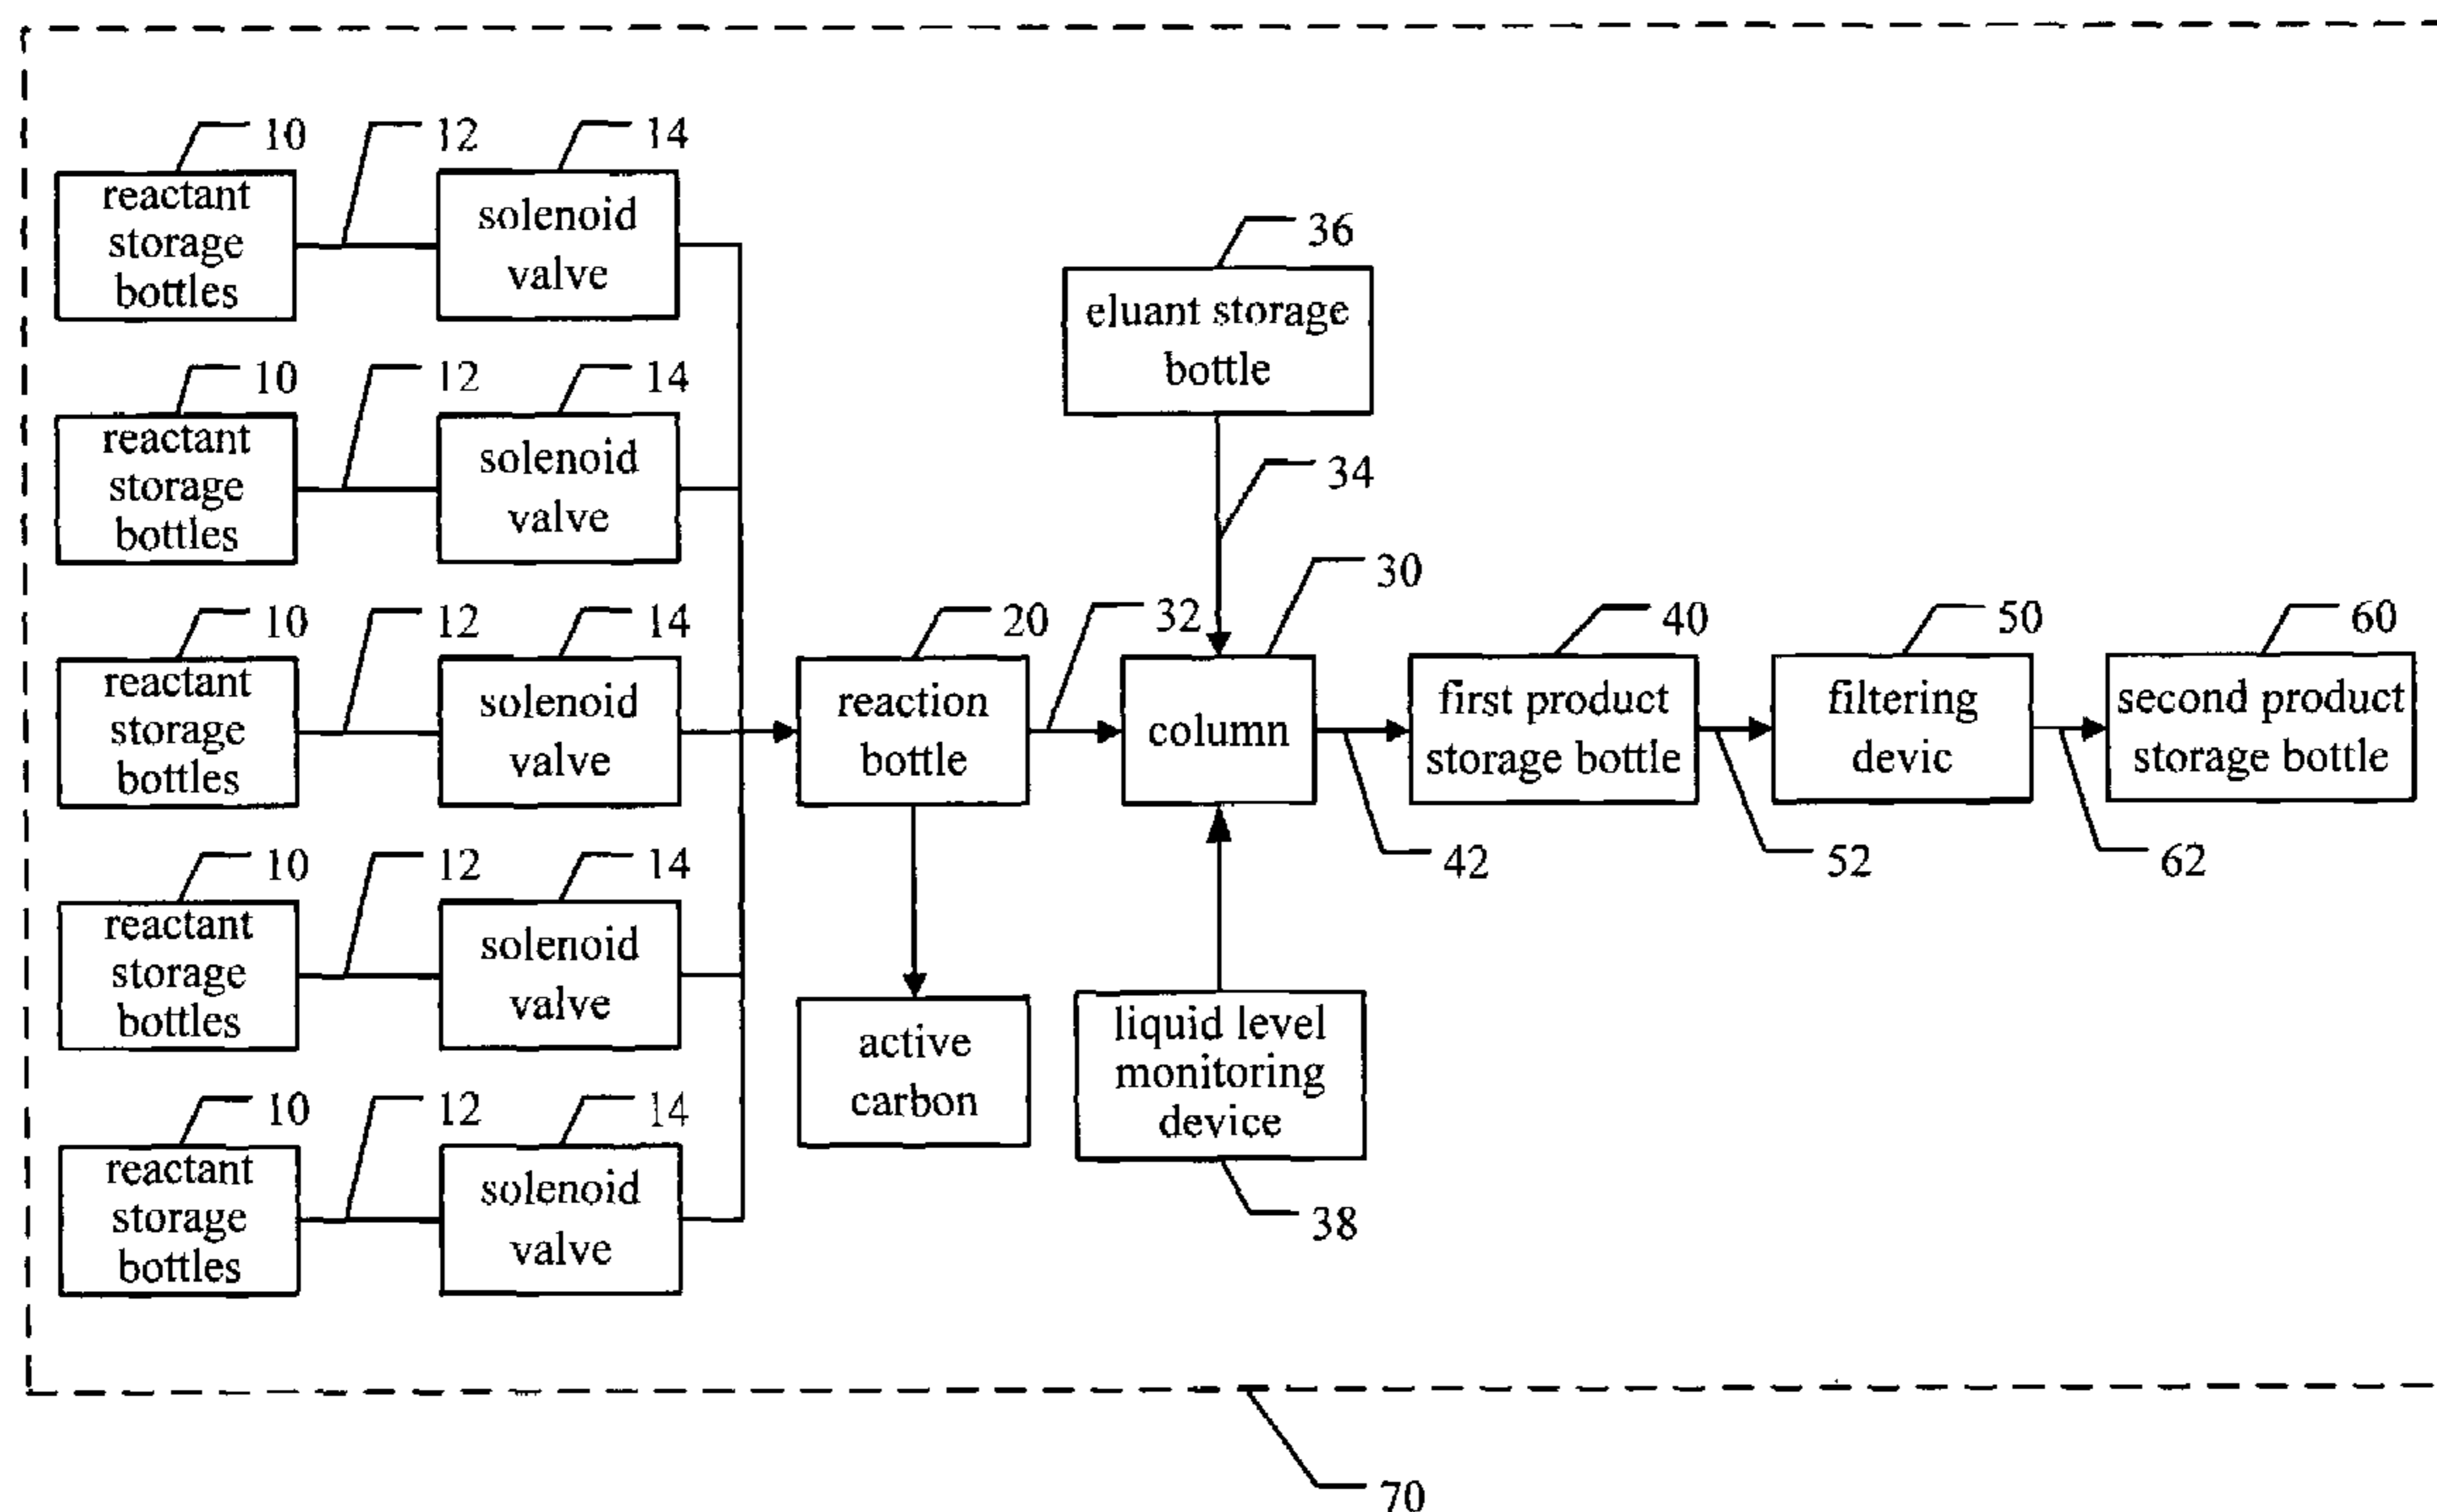 10 12 14
reactant
storage
bottles
solenoid
valve
36
eluant storage
bottle
10 12 14
reactant
storage
bottles
solenoid
valve
34
30
10 12 14
reactant
storage
bottles
solenoid
valve
20 32 40 50 60
reaction
bottle
column
first product
storage bottle
filtering
devic
second product
storage bottle
42 52 62
10 12 14
reactant
storage
bottles
solenoid
valve
active
carbon
liquid level
monitoring
device
38
10 12 14
reactant
storage
bottles
solenoid
valve
70